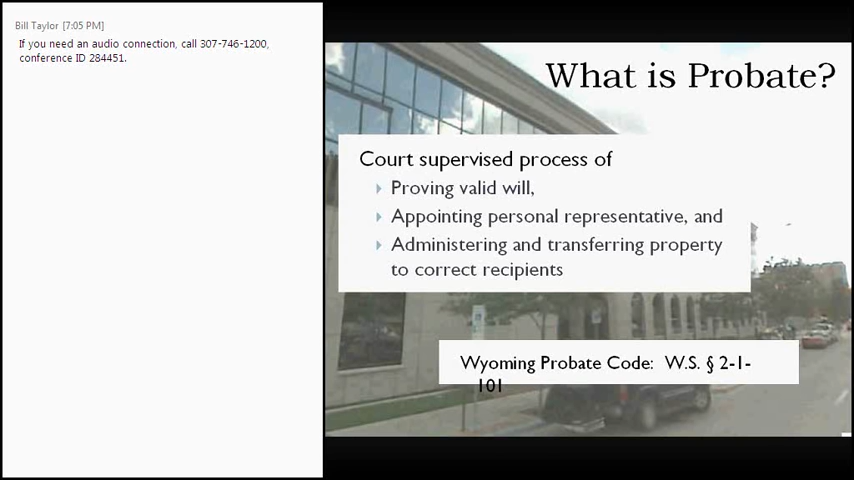 Bill Taylor [7:05 PM]
If you need an audio connection, call 307-746-1200,
conference ID 284451.
What is Probate?
Court supervised process of
Proving valid will,
Appointing personal representative, and
Administering and transferring property
to correct recipients
Wyoming Probate Code: W.S. § 2-1-
101